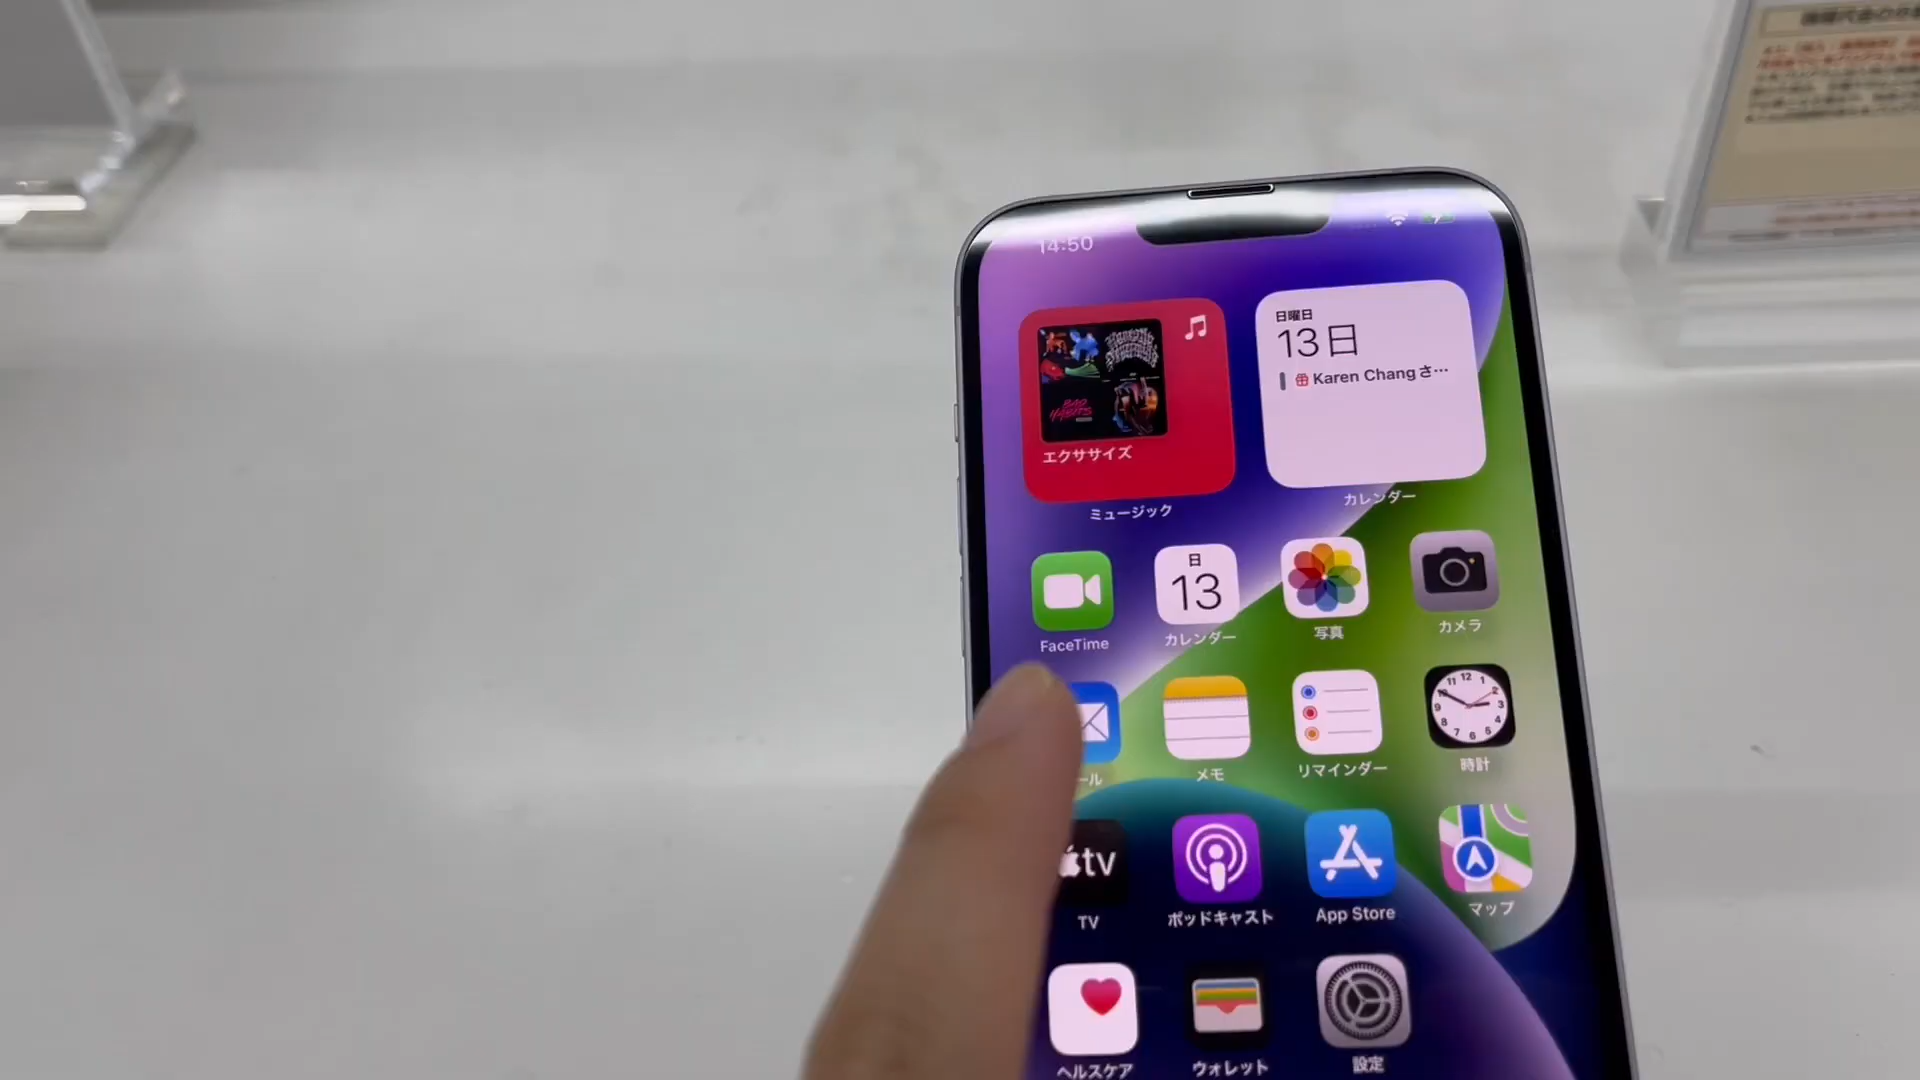 14:50
日曜日
13日
Karen Changさ…
BAD HABITS
エクササイズ
ミュージック
カレンダー
日
13
FaceTime
カレンダー
写真
カメラ
ール
メモ
リマインダー
時計
tv
TV
ポッドキャスト
App Store
マップ
ヘルスケア
ウォレット
設定